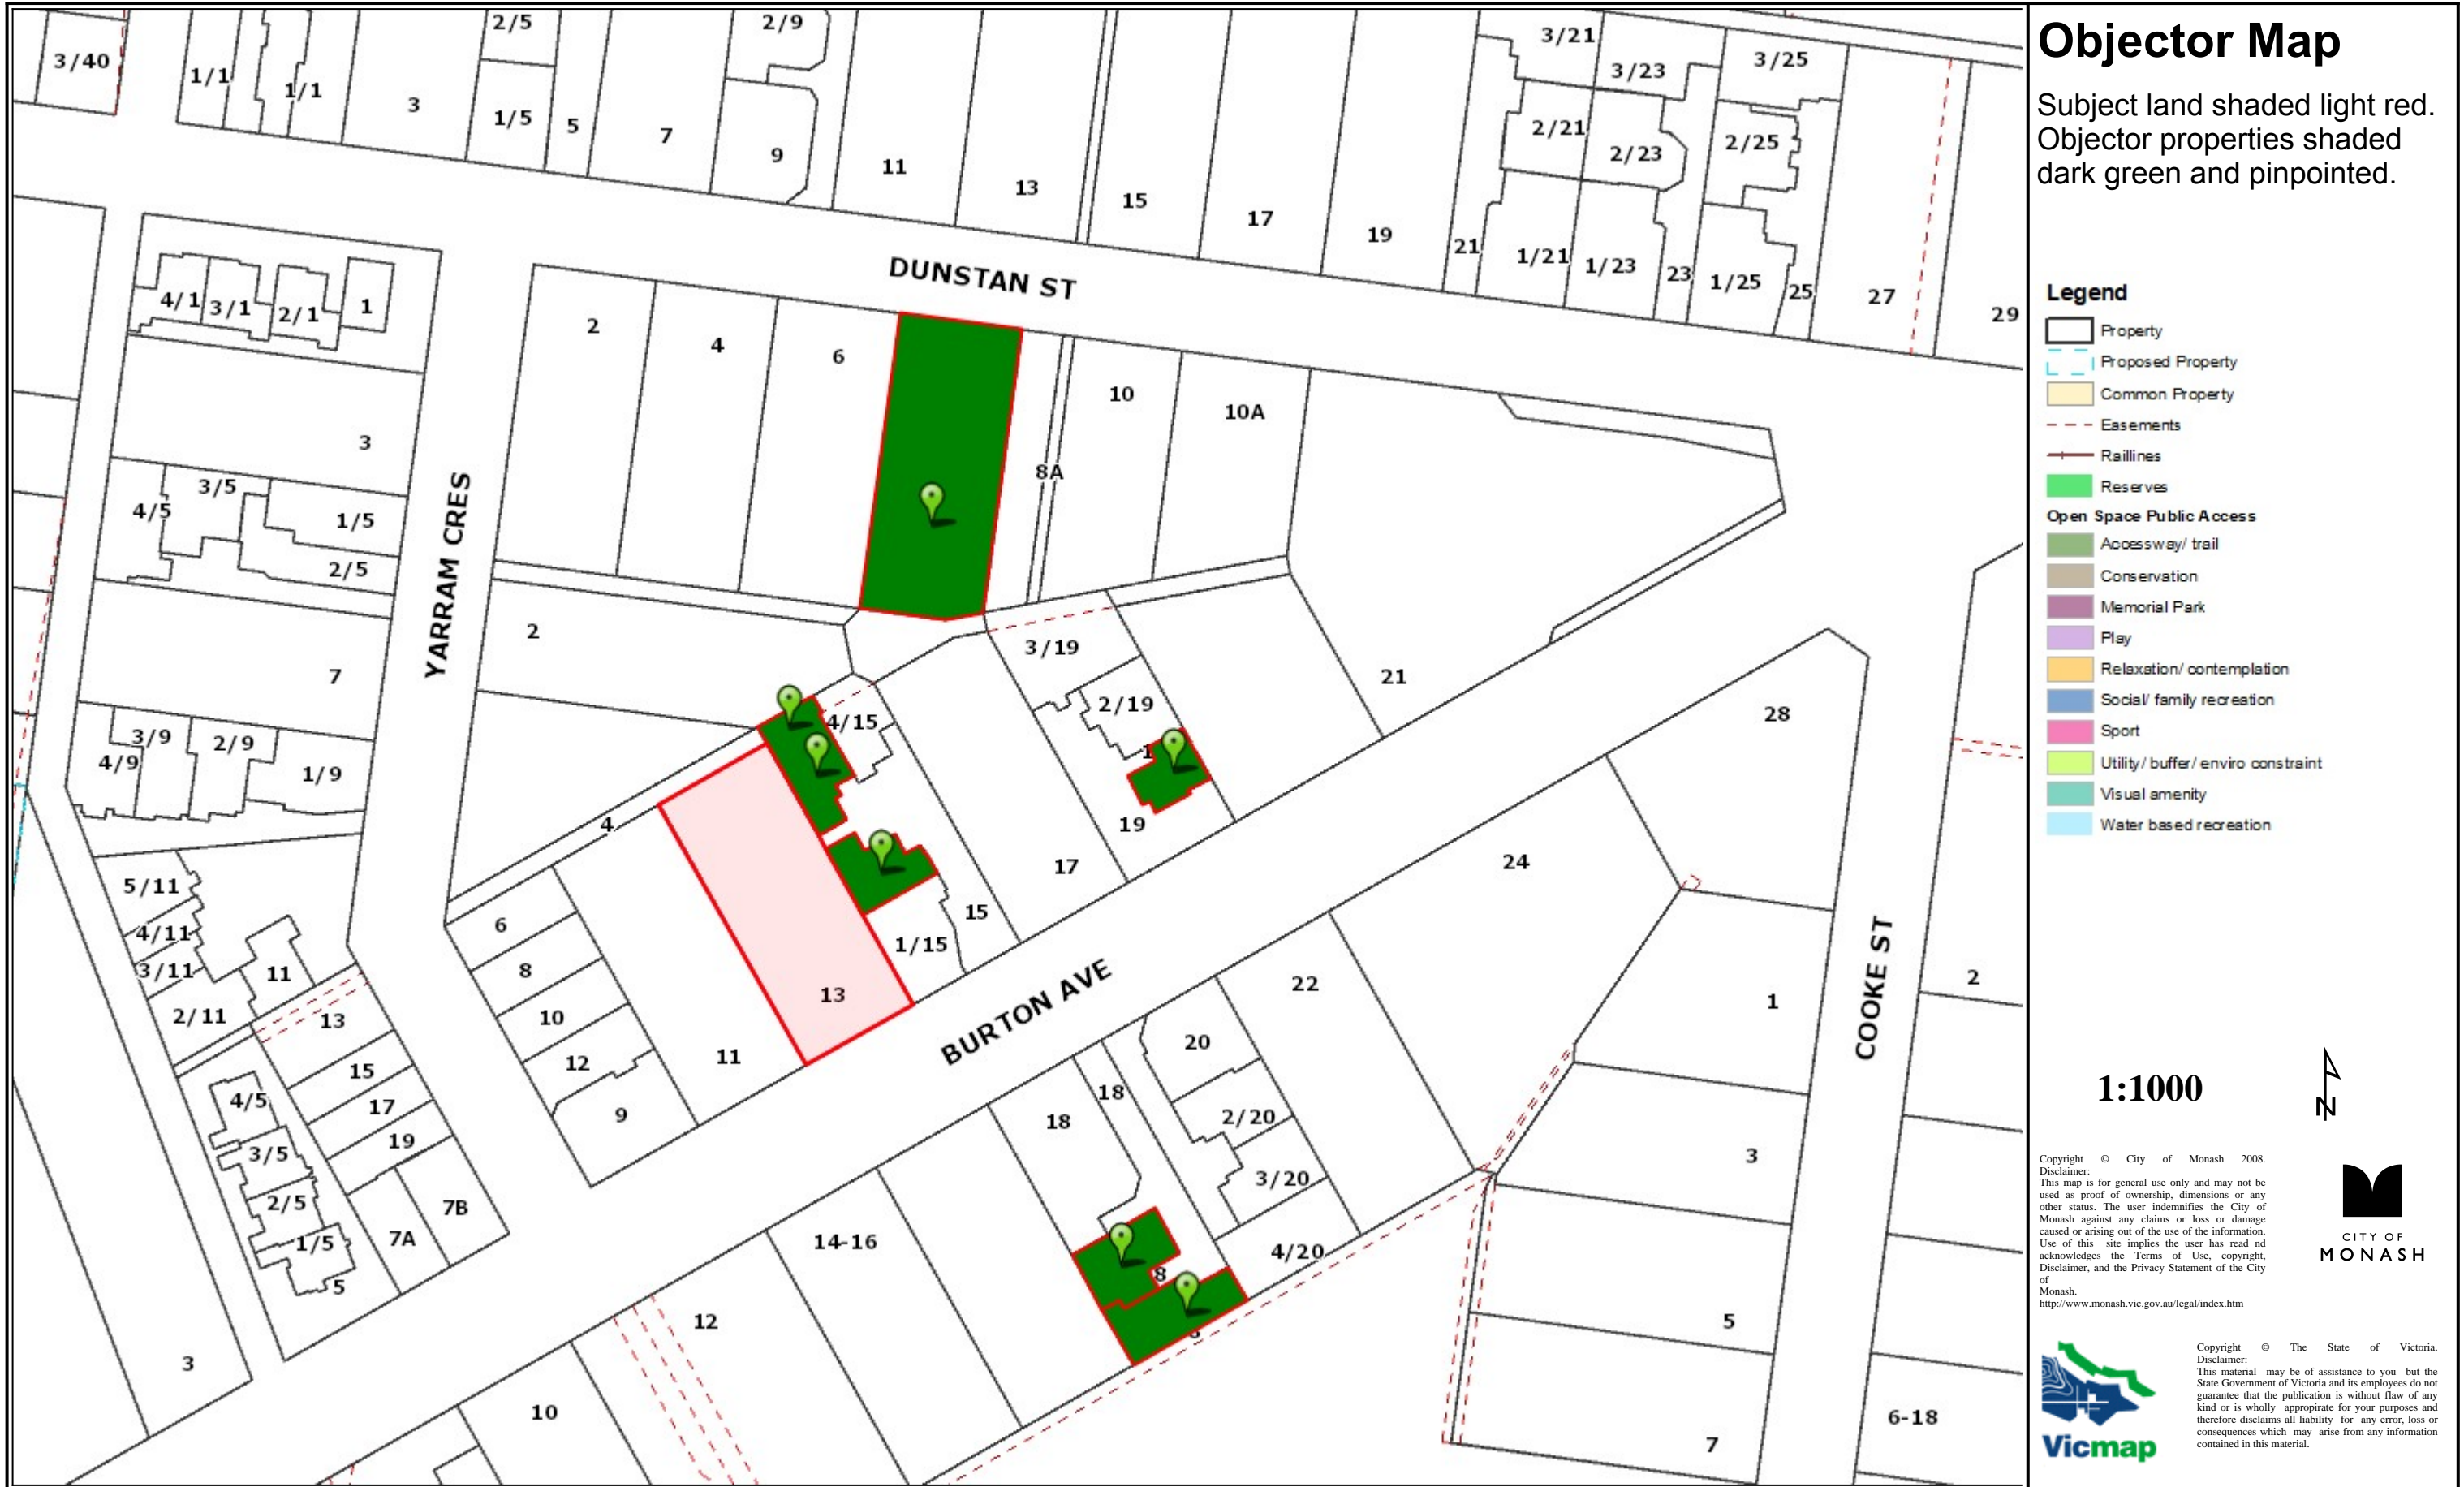 3/40
1/1
1/1
3
2/5
1/5
5
7
2/9
9
11
13
15
17
19
21
3/21
2/21
1/21
3/23
2/23
1/23
23
3/25
2/25
1/25
25
27
29
DUNSTAN ST
4/1
3/1
2/1
1
3
3/5
4/5
1/5
2/5
7
3/9
4/9
2/9
1/9
YARRAM CRES
2
4
6
8A
10
10A
2
4
4/15
3/19
2/19
19
21
17
15
1/15
13
11
6
8
10
12
9
5/11
4/11
3/11
2/11
11
13
15
17
19
7A
7B
4/5
3/5
2/5
1/5
5
3
BURTON AVE
28
24
22
20
2/20
3/20
4/20
18
18
14-16
12
10
COOKE ST
1
3
5
7
2
6-18
Objector Map
Subject land shaded light red.
Objector properties shaded
dark green and pinpointed.
Legend
Property
Proposed Property
Common Property
Easements
Raillines
Reserves
Open Space Public Access
Accessway/ trail
Conservation
Memorial Park
Play
Relaxation/ contemplation
Social/ family recreation
Sport
Utility/ buffer/ enviro constraint
Visual amenity
Water based recreation
1:1000
N
Copyright © City of Monash 2008.
Disclaimer:
This map is for general use only and may not be
used as proof of ownership, dimensions or any
other status. The user indemnifies the City of
Monash against any claims or loss or damage
caused or arising out of the use of the information.
Use of this site implies the user has read nd
acknowledges the Terms of Use, copyright,
Disclaimer, and the Privacy Statement of the City
of
Monash.
http://www.monash.vic.gov.au/legal/index.htm
CITY OF
MONASH
Copyright © The State of Victoria.
Disclaimer:
This material may be of assistance to you but the
State Government of Victoria and its employees do not
guarantee that the publication is without flaw of any
kind or is wholly appropirate for your purposes and
therefore disclaims all liability for any error, loss or
consequences which may arise from any information
contained in this material.
Vicmap